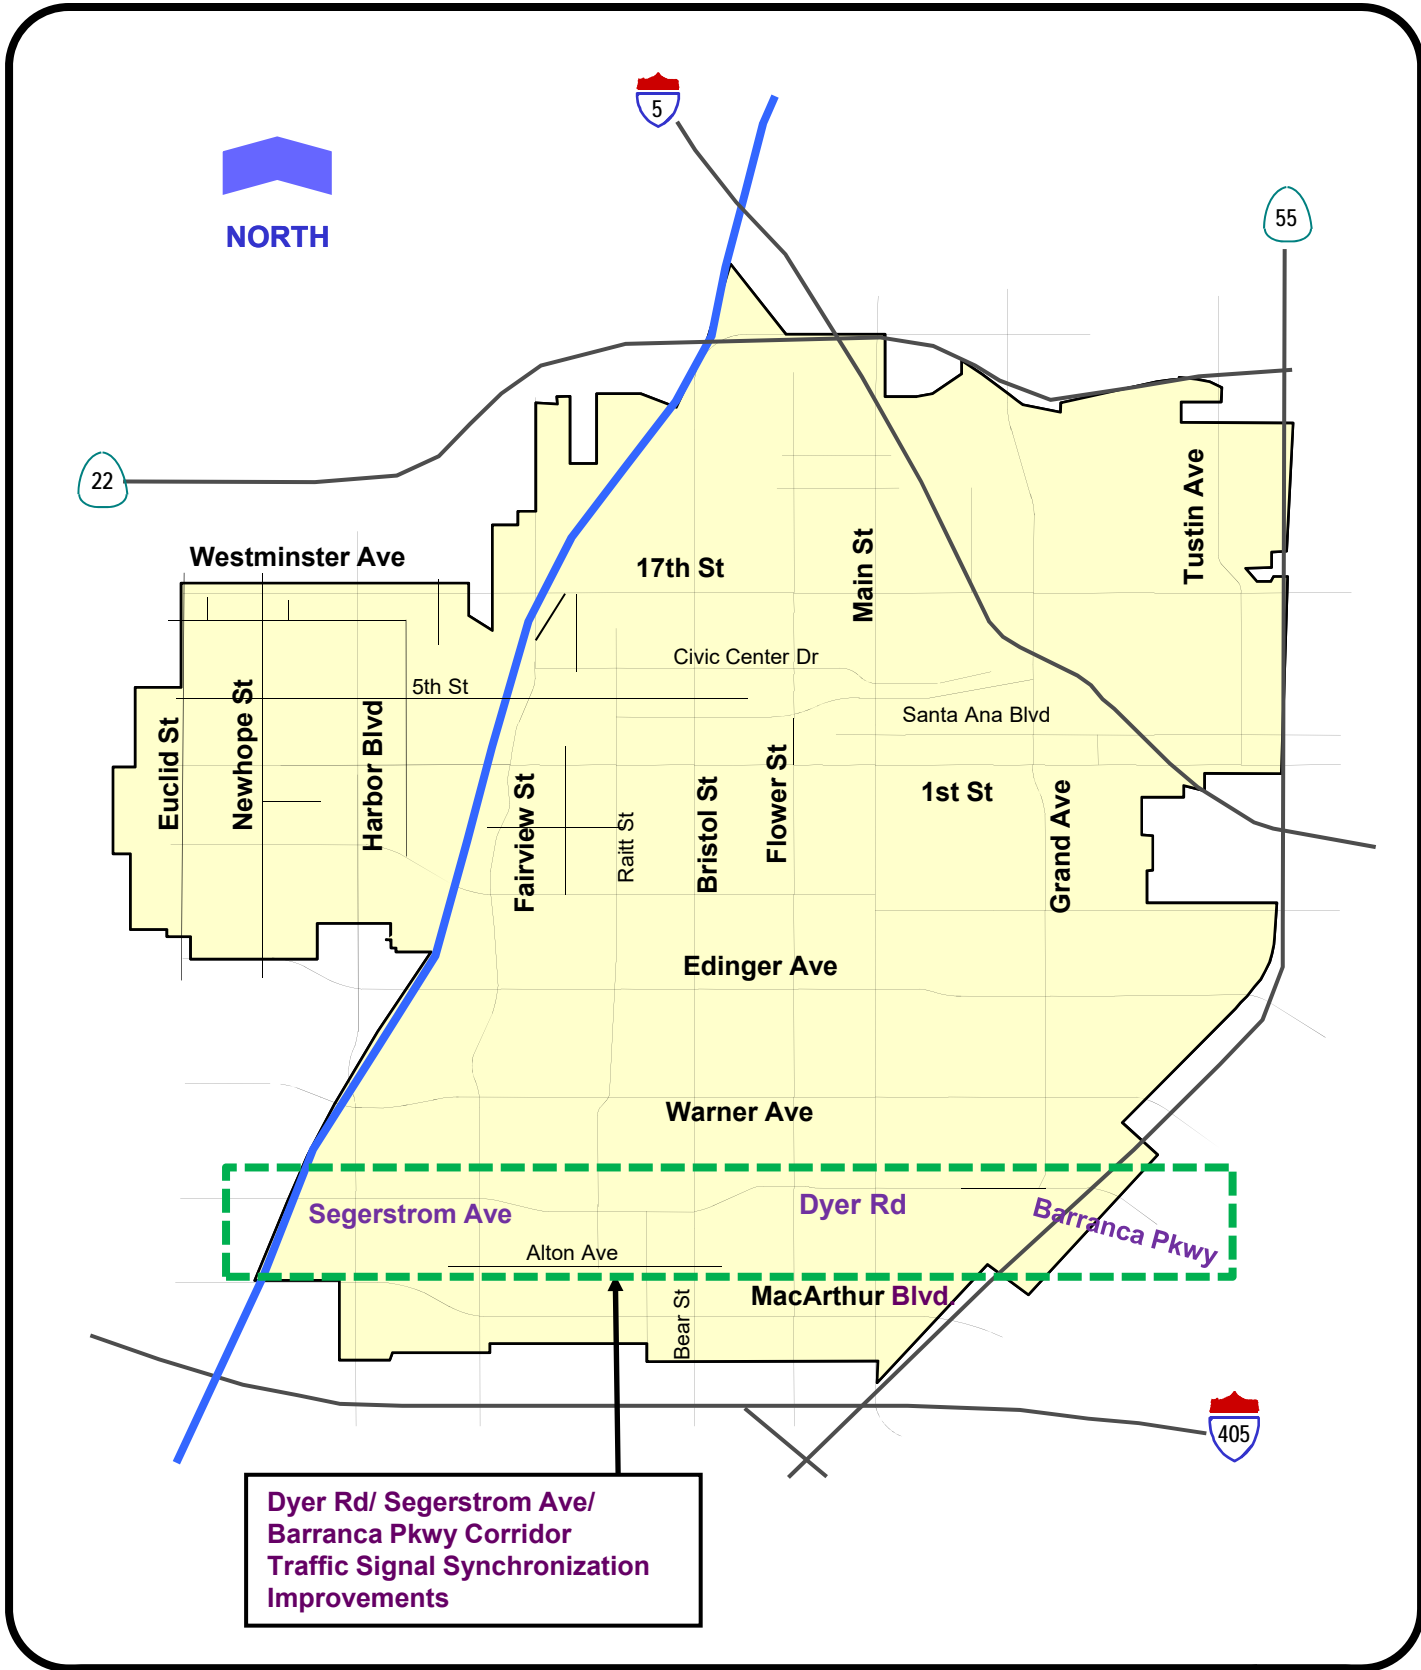 5
NORTH
55
22
Westminster Ave
17th St
Main St
Tustin Ave
Civic Center Dr
5th St
Santa Ana Blvd
Euclid St
Newhope St
Harbor Blvd
Fairview St
Raitt St
Bristol St
Flower St
1st St
Grand Ave
Edinger Ave
Warner Ave
Segerstrom Ave
Dyer Rd
Barranca Pkwy
Alton Ave
MacArthur Blvd.
Bear St
405
Dyer Rd/ Segerstrom Ave/
Barranca Pkwy Corridor
Traffic Signal Synchronization
Improvements